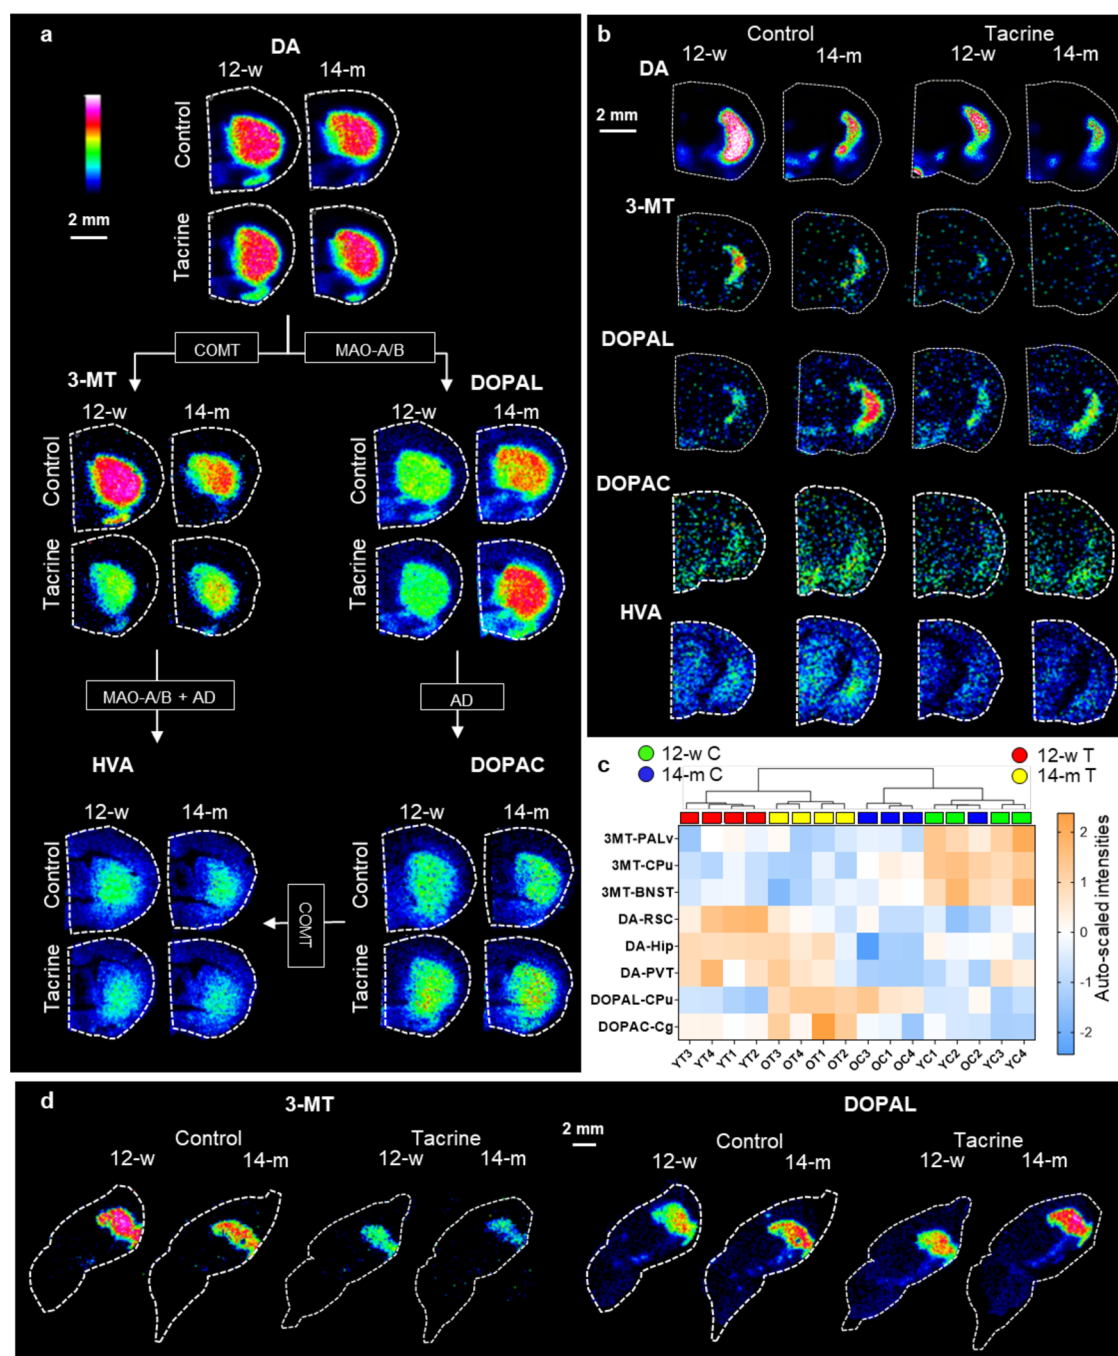 a
DA
12-w 14-m
Control
2 mm
Tacrine
COMT MAO-A/B
3-MT DOPAL
12-w 14-m 12-w 14-m
Control Control
Tacrine Tacrine
MAO-A/B + AD AD
HVA DOPAC
12-w 14-m 12-w 14-m
Control COMT Control
Tacrine Tacrine
b
Control Tacrine
12-w 14-m 12-w 14-m
DA
2 mm
3-MT
DOPAL
DOPAC
HVA
c
12-w C 12-w T
14-m C 14-m T
3MT-PALv
3MT-CPu
3MT-BNST
DA-RSC
DA-Hip
DA-PVT
DOPAL-CPu
DOPAC-Cg
YT3 YT4 YT1 YT2 OT3 OT4 OT1 OT2 OC3 OC1 OC4 YC1 YC2 OC2 YC3 YC4
2
1
0
-1
-2
Auto-scaled intensities
d
3-MT DOPAL
2 mm
Control Tacrine Control Tacrine
12-w 14-m 12-w 14-m 12-w 14-m 12-w 14-m